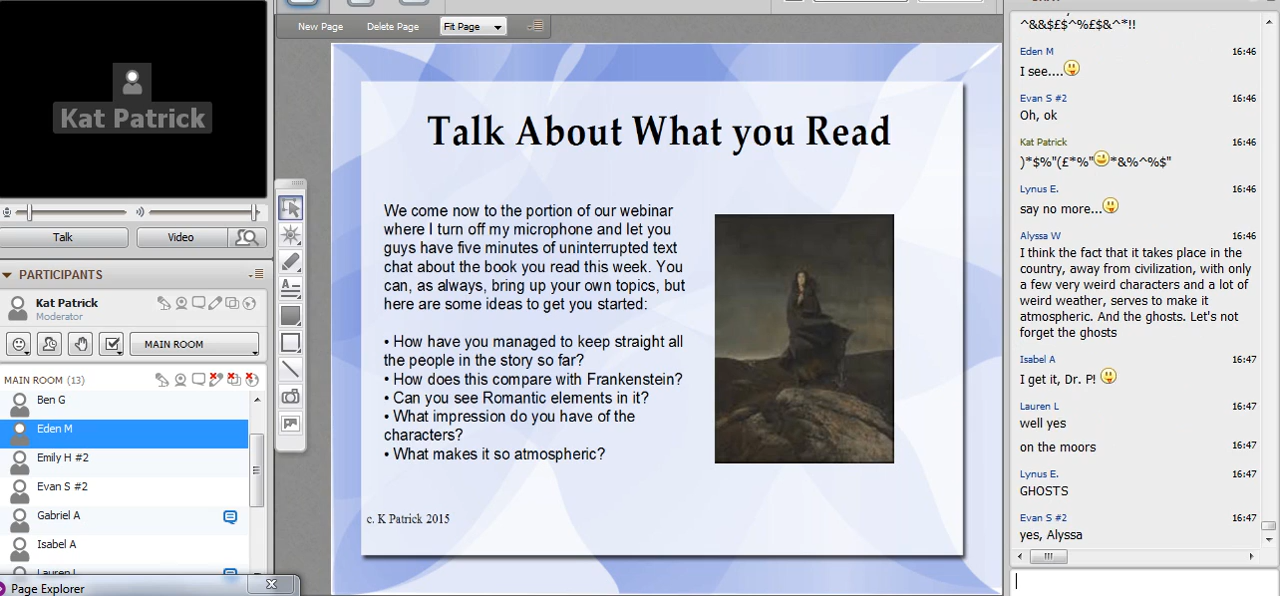 Kat Patrick
Talk
Video
PARTICIPANTS
Kat Patrick
Moderator
MAIN ROOM
MAIN ROOM (13)
Ben G
Eden M
Emily H #2
Evan S #2
Gabriel A
Isabel A
Lauren L
Page Explorer
New Page
Delete Page
Fit Page
Talk About What you Read
We come now to the portion of our webinar
where I turn off my microphone and let you
guys have five minutes of uninterrupted text
chat about the book you read this week. You
can, as always, bring up your own topics, but
here are some ideas to get you started:
• How have you managed to keep straight all
the people in the story so far?
• How does this compare with Frankenstein?
• Can you see Romantic elements in it?
• What impression do you have of the
characters?
• What makes it so atmospheric?
c. K Patrick 2015
^&&$£$^%£$&^*!!
Eden M 16:46
I see....
Evan S #2 16:46
Oh, ok
Kat Patrick 16:46
)*$%"(£*%"*&%^%$"
Lynus E. 16:46
say no more...
Alyssa W 16:46
I think the fact that it takes place in the
country, away from civilization, with only
a few very weird characters and a lot of
weird weather, serves to make it
atmospheric. And the ghosts. Let's not
forget the ghosts
Isabel A 16:47
I get it, Dr. P!
Lauren L 16:47
well yes
on the moors 16:47
Lynus E. 16:47
GHOSTS
Evan S #2 16:47
yes, Alyssa